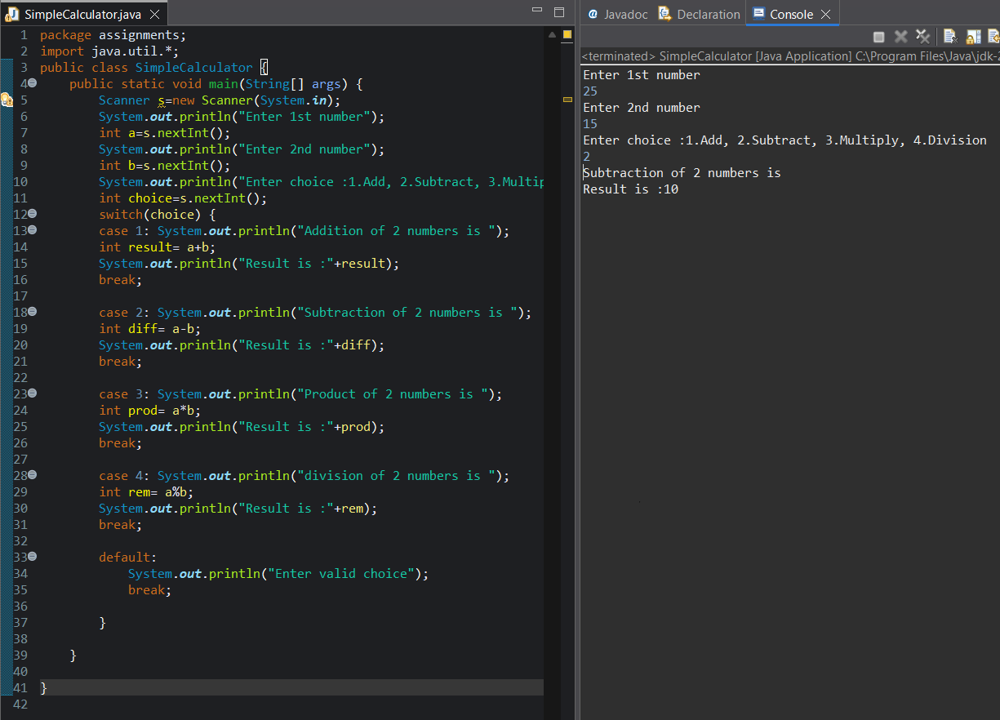 SimpleCalculator.java
1 package assignments;
2 import java.util.*;
3 public class SimpleCalculator {
4 public static void main(String[] args) {
5 Scanner s=new Scanner(System.in);
6 System.out.println("Enter 1st number");
7 int a=s.nextInt();
8 System.out.println("Enter 2nd number");
9 int b=s.nextInt();
10 System.out.println("Enter choice :1.Add, 2.Subtract, 3.Multip
11 int choice=s.nextInt();
12 switch(choice) {
13 case 1: System.out.println("Addition of 2 numbers is ");
14 int result= a+b;
15 System.out.println("Result is :"+result);
16 break;
17
18 case 2: System.out.println("Subtraction of 2 numbers is ");
19 int diff= a-b;
20 System.out.println("Result is :"+diff);
21 break;
22
23 case 3: System.out.println("Product of 2 numbers is ");
24 int prod= a*b;
25 System.out.println("Result is :"+prod);
26 break;
27
28 case 4: System.out.println("division of 2 numbers is ");
29 int rem= a%b;
30 System.out.println("Result is :"+rem);
31 break;
32
33 default:
34 System.out.println("Enter valid choice");
35 break;
36
37 }
38
39 }
40
41 }
42
@ Javadoc Declaration Console
<terminated> SimpleCalculator [Java Application] C:\Program Files\Java\jdk-
Enter 1st number
25
Enter 2nd number
15
Enter choice :1.Add, 2.Subtract, 3.Multiply, 4.Division
2
Subtraction of 2 numbers is
Result is :10